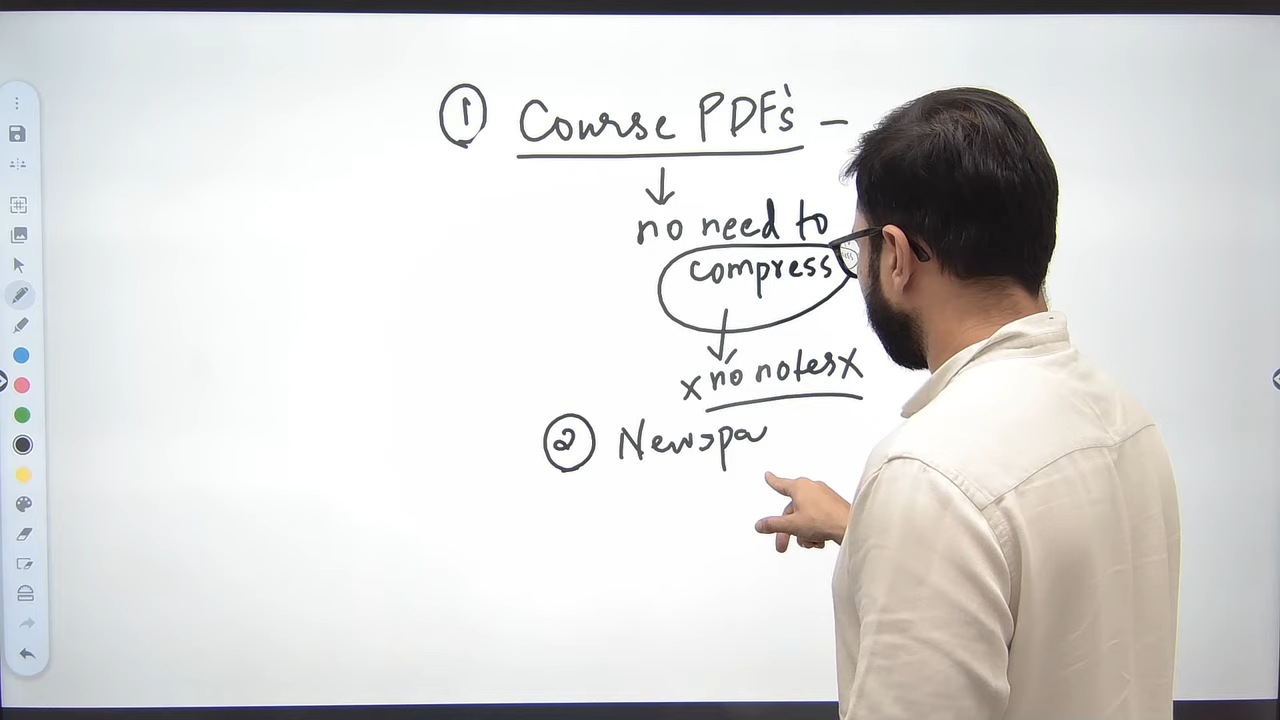 ① Course PDF's —
↓
no need to
compress
↓
x no notes x
② Newspa